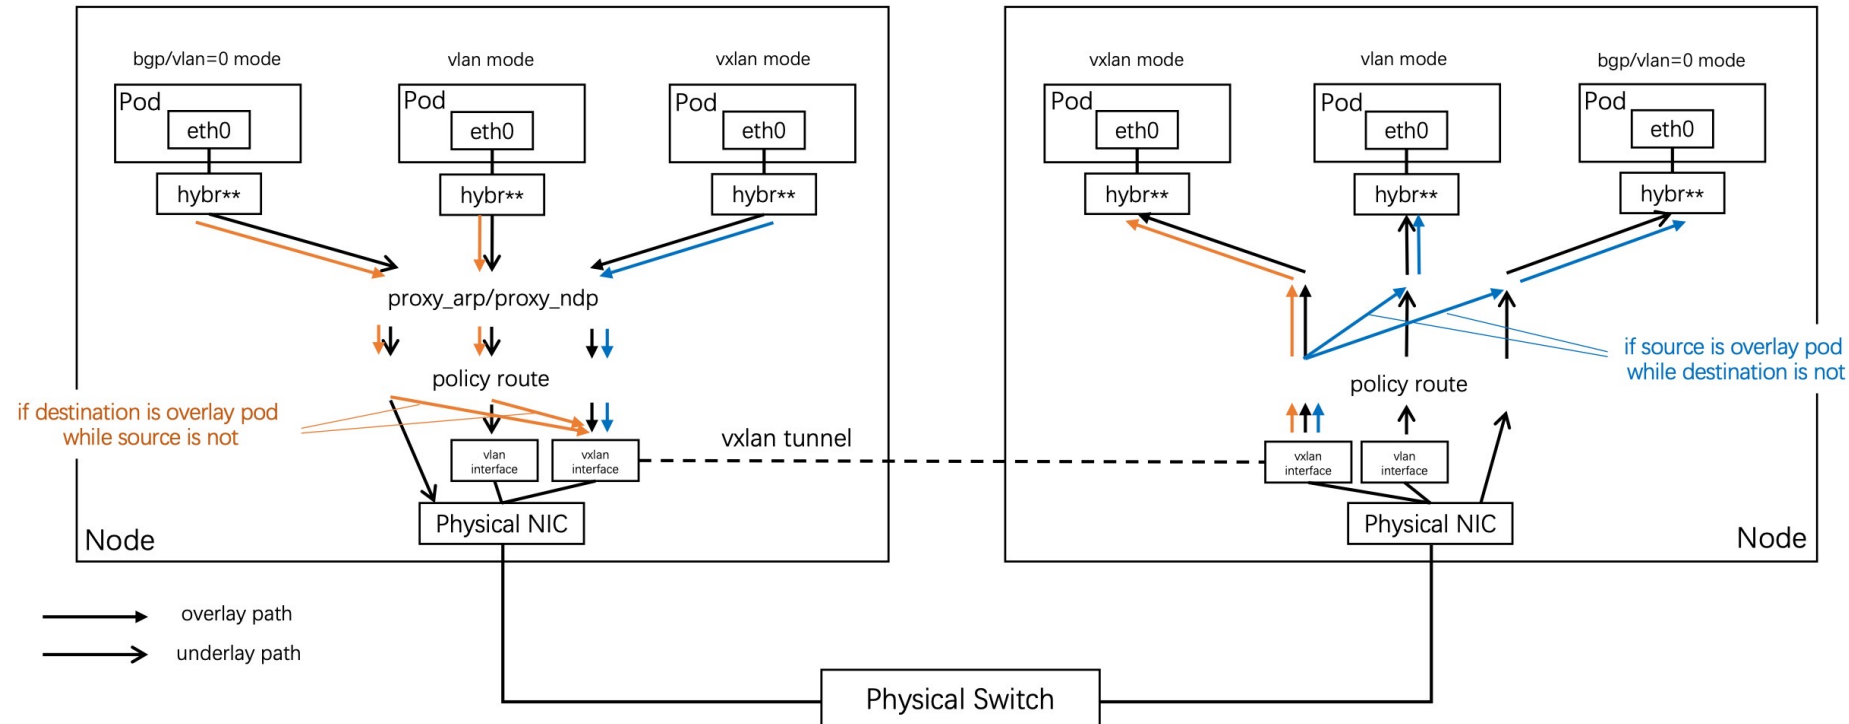 bgp/vlan=0 mode
vlan mode
vxlan mode
Pod
eth0
hybr**
Pod
eth0
hybr**
Pod
eth0
hybr**
proxy_arp/proxy_ndp
policy route
if destination is overlay pod
while source is not
vlan
interface
vxlan
interface
Physical NIC
Node
vxlan tunnel
vxlan mode
vlan mode
bgp/vlan=0 mode
Pod
eth0
hybr**
Pod
eth0
hybr**
Pod
eth0
hybr**
if source is overlay pod
while destination is not
policy route
vxlan
interface
vlan
interface
Physical NIC
Node
overlay path
underlay path
Physical Switch